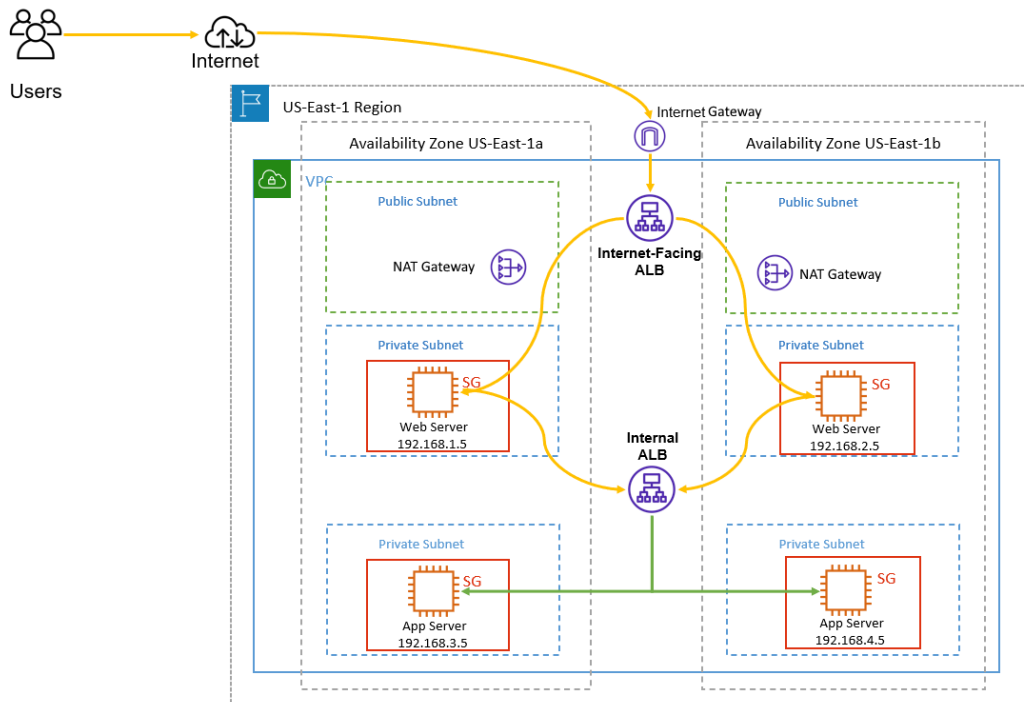 Users
Internet
US-East-1 Region
Internet Gateway
Availability Zone US-East-1a
Availability Zone US-East-1b
VPC
Public Subnet
Public Subnet
Internet-Facing
ALB
NAT Gateway
NAT Gateway
Private Subnet
Private Subnet
SG
SG
Web Server
192.168.1.5
Web Server
192.168.2.5
Internal
ALB
Private Subnet
Private Subnet
SG
SG
App Server
192.168.3.5
App Server
192.168.4.5